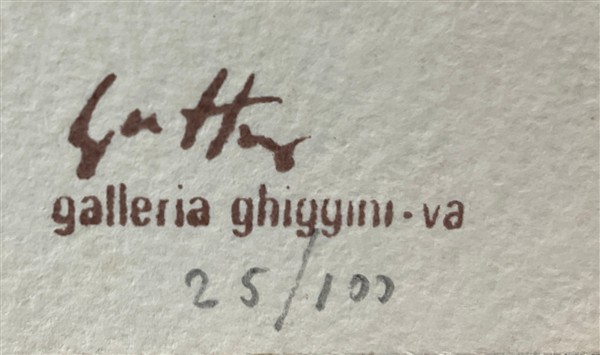 galleria ghiggini · va
25/100